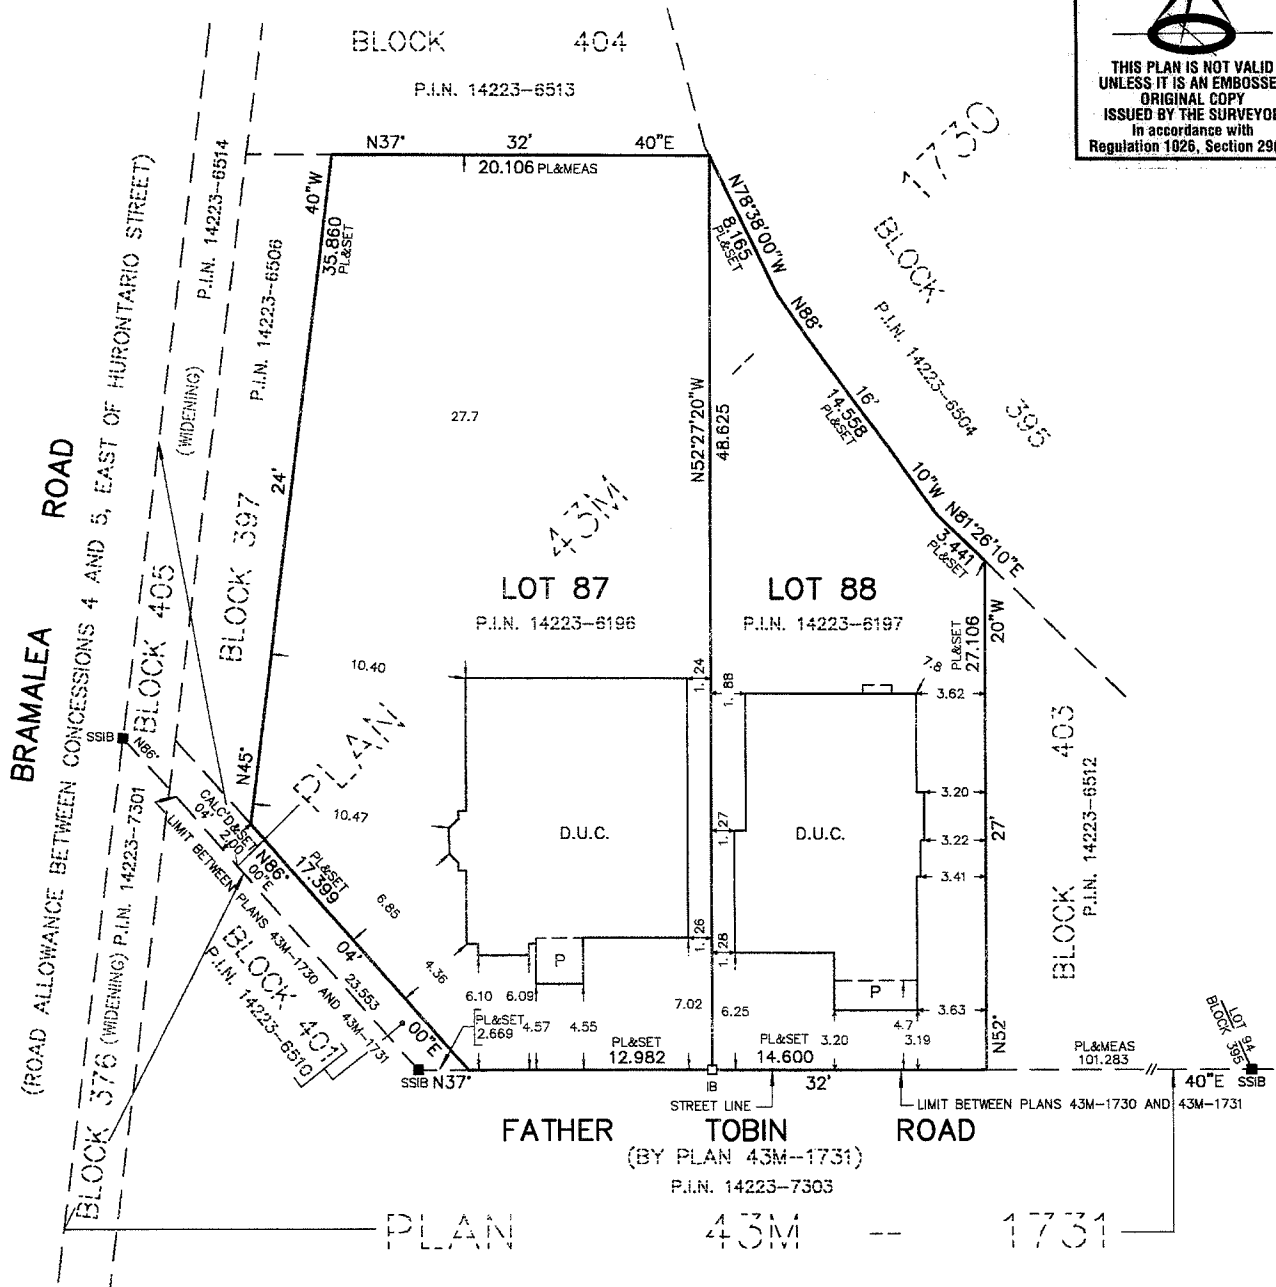 THIS PLAN IS NOT VALID
UNLESS IT IS AN EMBOSSE
ORIGINAL COPY
ISSUED BY THE SURVEYO
In accordance with
Regulation 1026, Section 29
BLOCK 404
P.I.N. 14223-6513
N37° 32' 40"E
20.106 PL&MEAS
P.I.N. 14223-6514
(WIDENING)
BLOCK 405
P.I.N. 14223-6506
BLOCK 397
40"W
35.860
PL&SET
24'
N45°
N78°38'00"W
8.165
PL&SET
N88° 16' 10"W
14.558
PL&SET
N81°26'10"E
3.441
PL&SET
1730
BLOCK 395
P.I.N. 14223-6504
N52°27'20"W
48.625
27.7
43M
LOT 87
P.I.N. 14223-6196
LOT 88
P.I.N. 14223-6197
20"W
PL&SET
27.106
27'
N52°
BLOCK 403
P.I.N. 14223-6512
BRAMALEA ROAD
(ROAD ALLOWANCE BETWEEN CONCESSIONS 4 AND 5, EAST OF HURONTARIO STREET)
10.40
1.24
1.88
7.8
3.62
3.20
3.22
3.41
3.63
PLAN
10.47
D.U.C.
1.27
D.U.C.
SSIB
N86° 04' 00"E
CALC'D&SET
2.00
LIMIT BETWEEN PLANS 43M-1730 AND 43M-1731
N86° 04' 00"E
PL&SET
17.399
23.553
6.85
4.36
BLOCK 401
P.I.N. 14223-6510
BLOCK 376 (WIDENING) P.I.N. 14223-7301
1.26
1.28
P
P
6.10
6.09
4.57
4.55
7.02
6.25
3.20
4.7
3.19
PL&SET
2.669
PL&SET
12.982
PL&SET
14.600
PL&MEAS
101.283
LOT 94
BLOCK 395
SSIB
N37°
IB
32'
40"E
SSIB
STREET LINE
LIMIT BETWEEN PLANS 43M-1730 AND 43M-1731
FATHER TOBIN ROAD
(BY PLAN 43M-1731)
P.I.N. 14223-7303
PLAN 43M - 1731